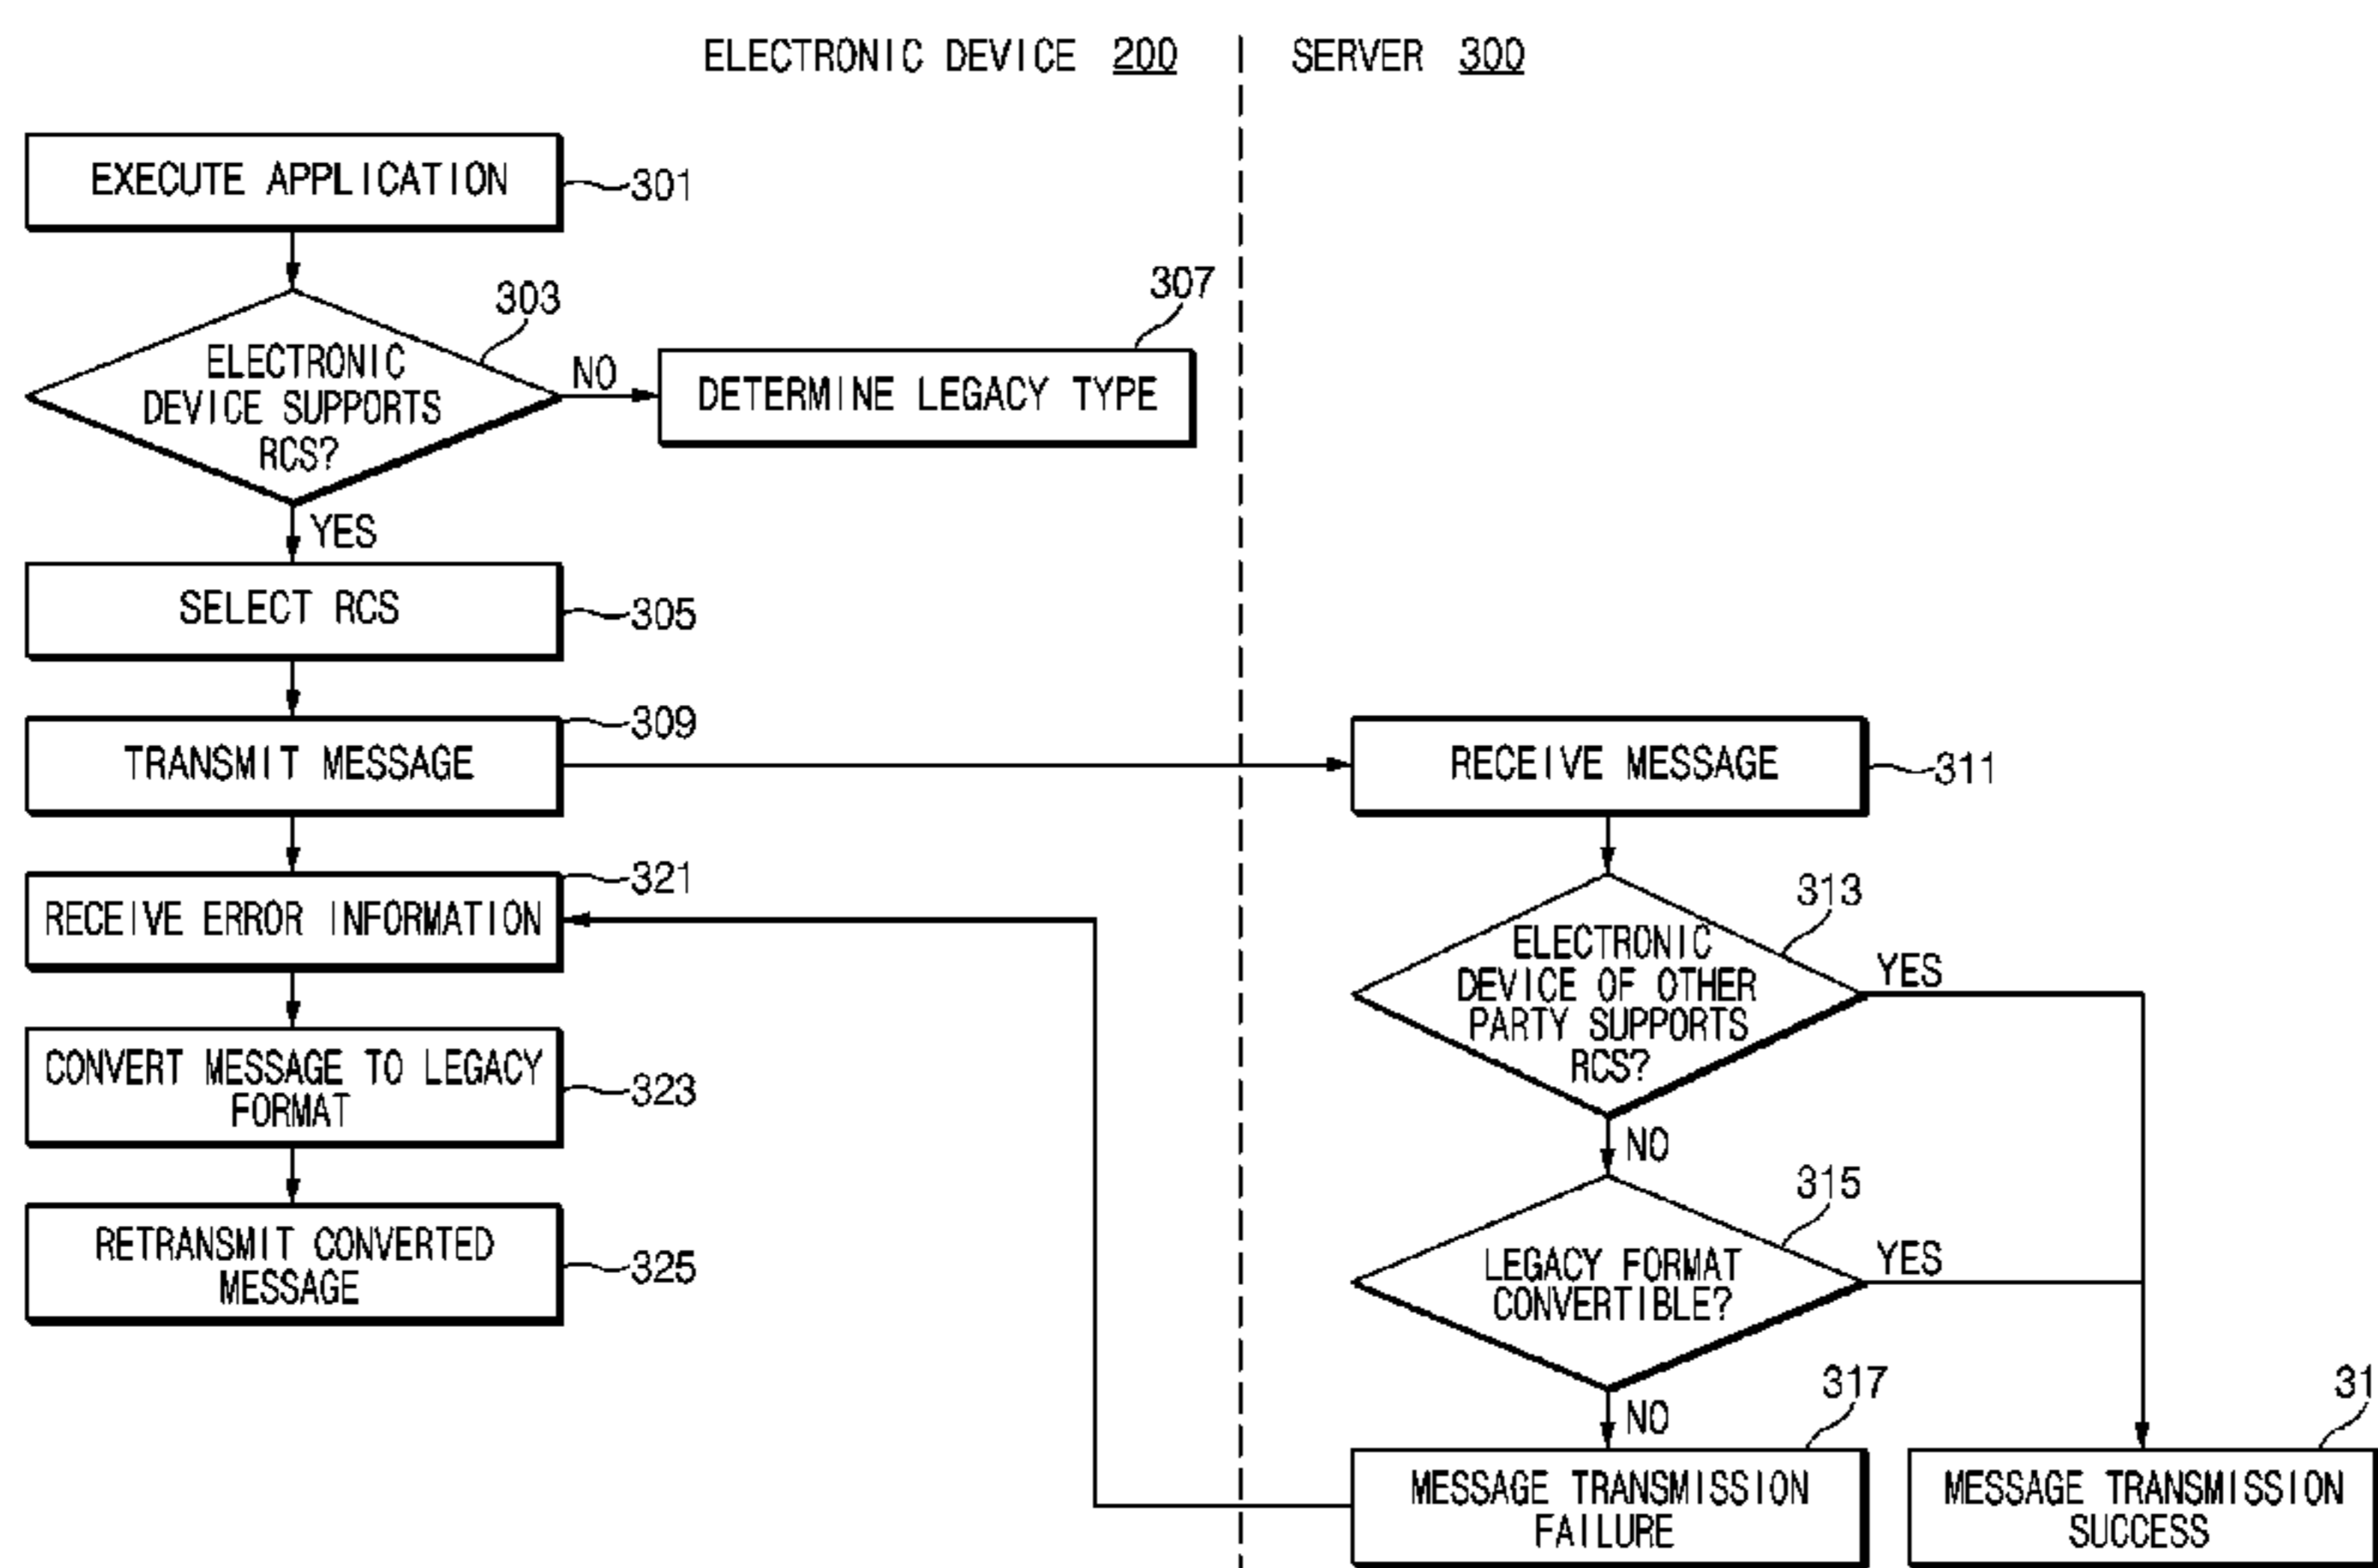 ELECTRONIC DEVICE 200
SERVER 300
EXECUTE APPLICATION
301
303
ELECTRONIC
DEVICE SUPPORTS
RCS?
NO
307
DETERMINE LEGACY TYPE
YES
SELECT RCS
305
309
TRANSMIT MESSAGE
RECEIVE MESSAGE
311
321
RECEIVE ERROR INFORMATION
313
ELECTRONIC
DEVICE OF OTHER
PARTY SUPPORTS
RCS?
YES
NO
CONVERT MESSAGE TO LEGACY
FORMAT
323
315
LEGACY FORMAT
CONVERTIBLE?
YES
NO
RETRANSMIT CONVERTED
MESSAGE
325
317
MESSAGE TRANSMISSION
FAILURE
31
MESSAGE TRANSMISSION
SUCCESS